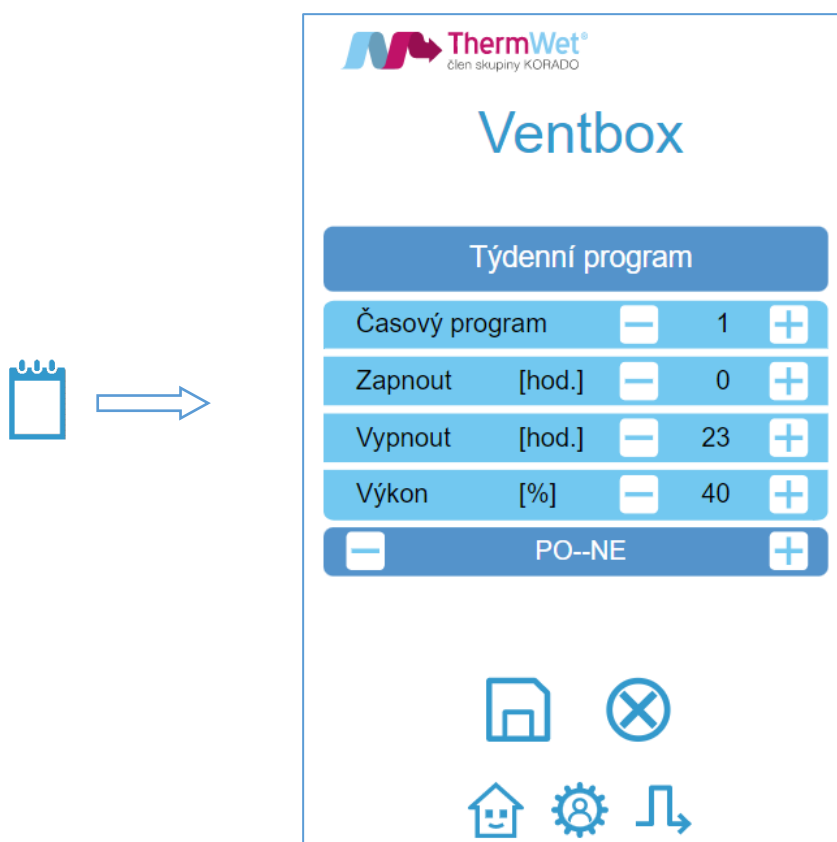 ThermWet®
člen skupiny KORADO
Ventbox
Týdenní program
Časový program 1
Zapnout [hod.] 0
Vypnout [hod.] 23
Výkon [%] 40
PO--NE